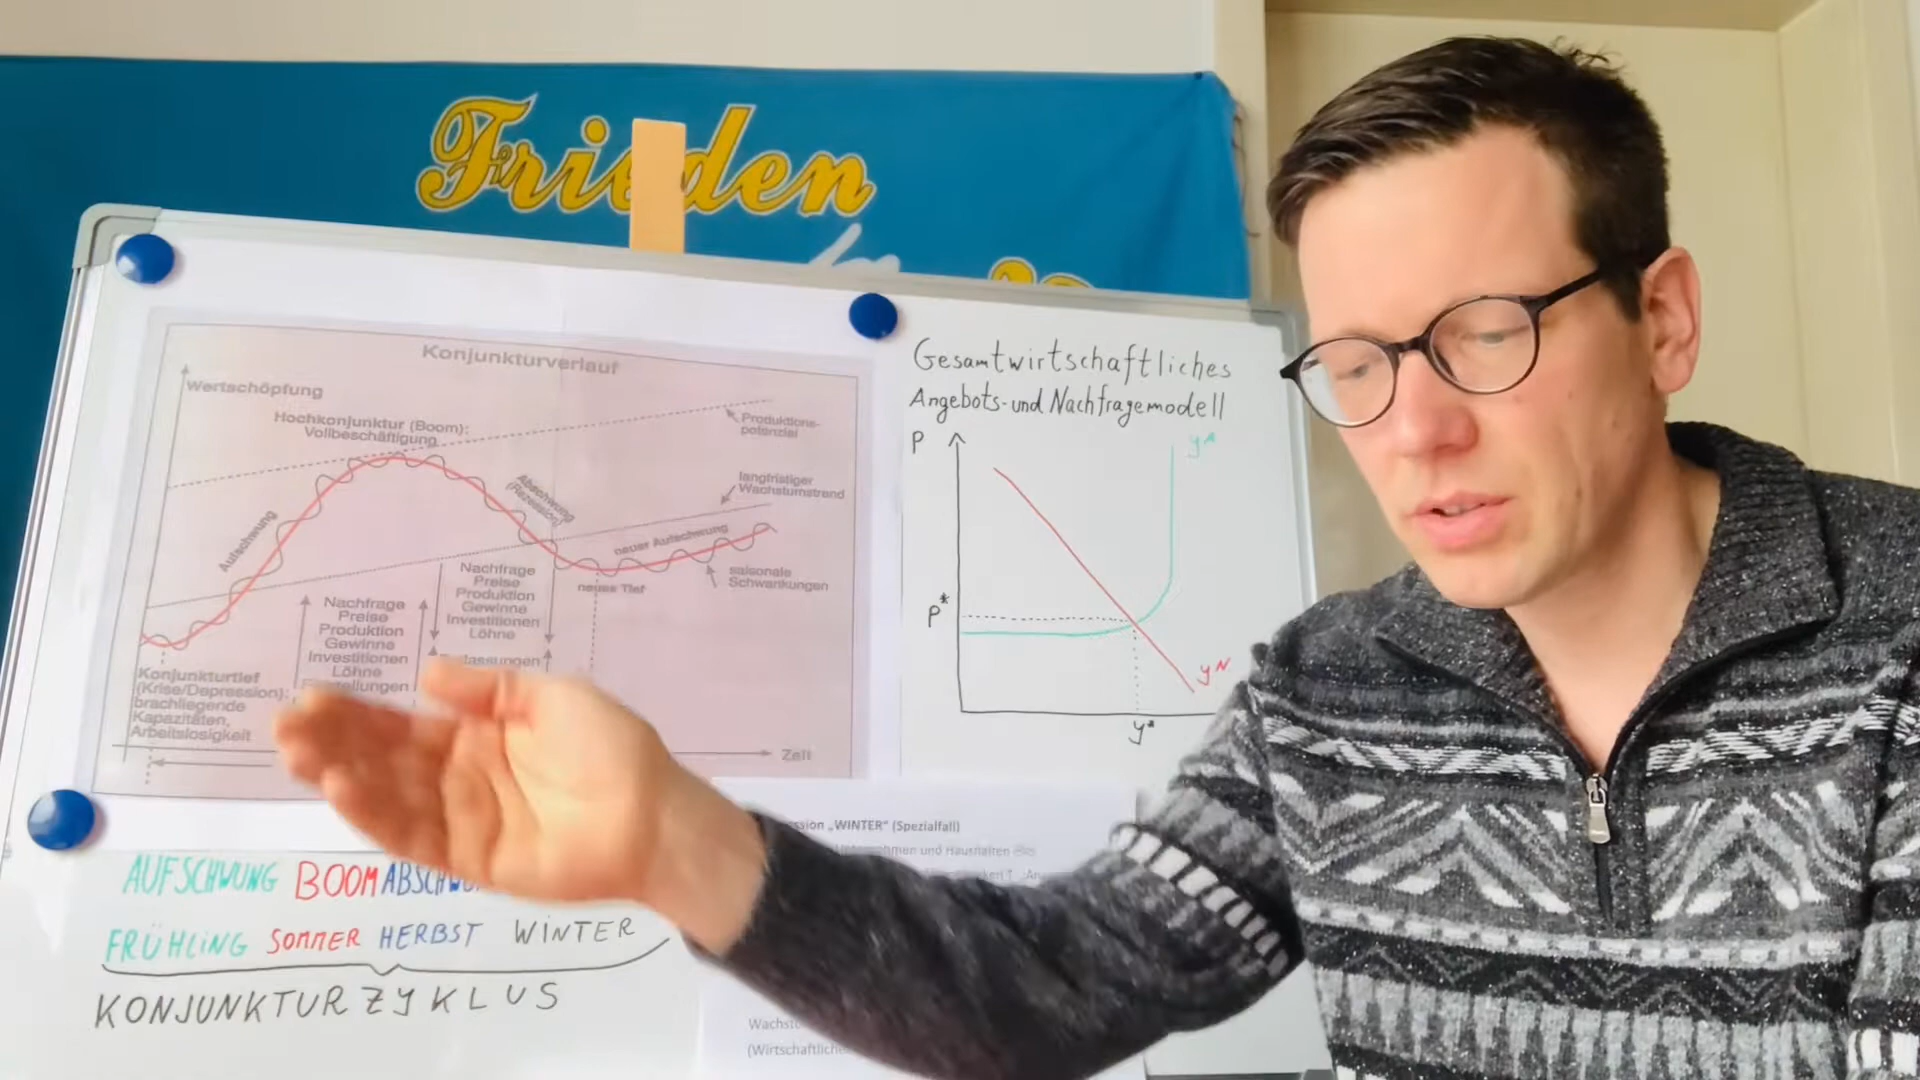 Frieden
Konjunkturverlauf
Wertschöpfung
Hochkonjunktur (Boom):
Vollbeschäftigung
Produktions-
potenzial
langfristiger
Wachstumstrend
Aufschwung
Abschwung
(Rezession)
neuer Aufschwung
neues Tief
saisonale
Schwankungen
Nachfrage
Preise
Produktion
Gewinne
Investitionen
Löhne
Nachfrage
Preise
Produktion
Gewinne
Investitionen
Löhne
Konjunkturtief
(Krise/Depression):
brachliegende
Kapazitäten,
Arbeitslosigkeit
Zeit
Gesamtwirtschaftliches
Angebots- und Nachfragemodell
P
y^A
P*
y^N
y*
"WINTER" (Spezialfall)
und Haushalten
AUFSCHWUNG BOOM
FRÜHLING SOMMER HERBST WINTER
KONJUNKTURZYKLUS